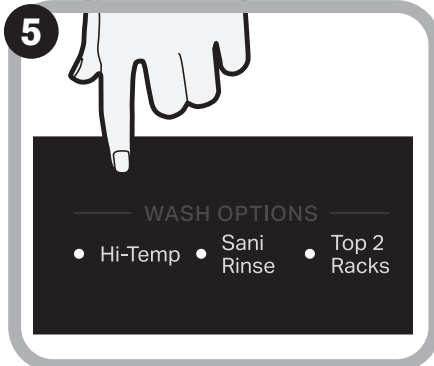 5
WASH OPTIONS
Hi-Temp
Sani
Rinse
Top 2
Racks